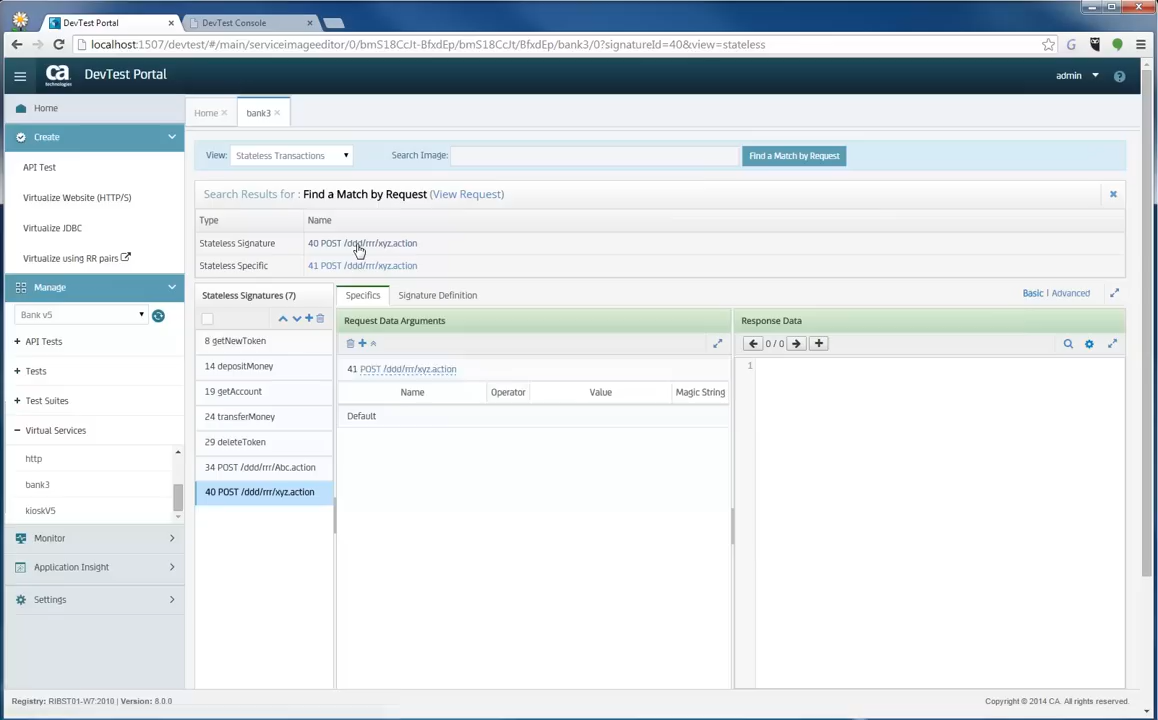 DevTest Portal
DevTest Console
localhost:1507/devtest/#/main/serviceimageeditor/0/bmS18CcJt-BfxdEp/bmS18CcJt/BfxdEp/bank3/0?signatureId=40&view=stateless
CA technologies
DevTest Portal
admin
Home
Create
API Test
Virtualize Website (HTTP/S)
Virtualize JDBC
Virtualize using RR pairs
Manage
Bank v5
API Tests
Tests
Test Suites
Virtual Services
http
bank3
kioskV5
Monitor
Application Insight
Settings
Home
bank3
View: Stateless Transactions
Search Image:
Find a Match by Request
Search Results for : Find a Match by Request (View Request)
Type Name
Stateless Signature 40 POST /ddd/rrr/xyz.action
Stateless Specific 41 POST /ddd/rrr/xyz.action
Stateless Signatures (7)
8 getNewToken
14 depositMoney
19 getAccount
24 transferMoney
29 deleteToken
34 POST /ddd/rrr/Abc.action
40 POST /ddd/rrr/xyz.action
Specifics Signature Definition
Basic | Advanced
Request Data Arguments
41 POST /ddd/rrr/xyz.action
Name Operator Value Magic String
Default
Response Data
0 / 0
1
Registry: RIBST01-W7:2010 | Version: 8.0.0
Copyright © 2014 CA. All rights reserved.